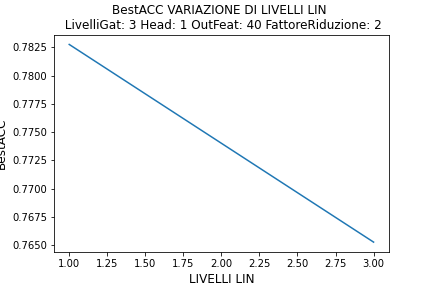 BestACC VARIAZIONE DI LIVELLI LIN
LivelliGat: 3 Head: 1 OutFeat: 40 FattoreRiduzione: 2
BestACC
0.7825
0.7800
0.7775
0.7750
0.7725
0.7700
0.7675
0.7650
1.00 1.25 1.50 1.75 2.00 2.25 2.50 2.75 3.00
LIVELLI LIN